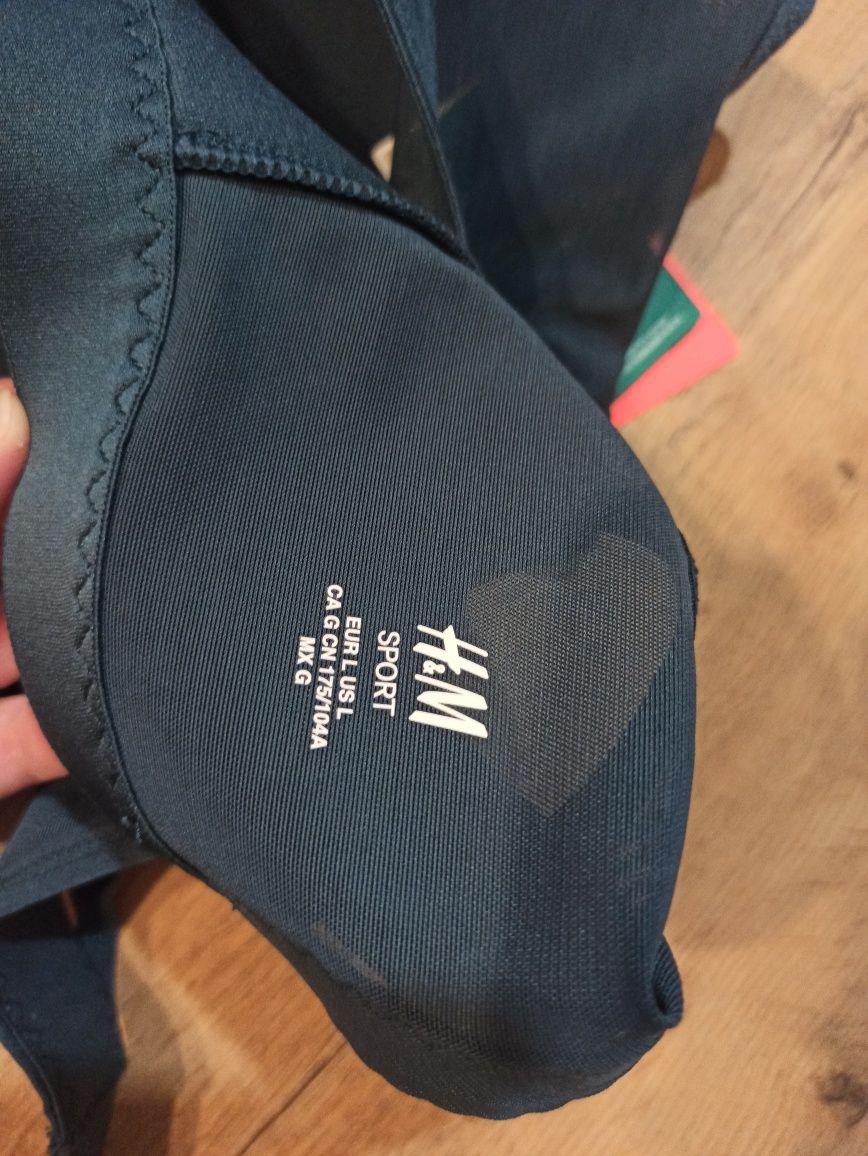 H&M
SPORT
EUR L US L
CA G CN 175/104A
MX G